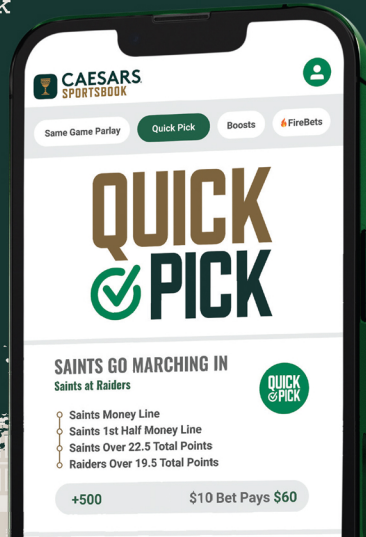 CAESARS
SPORTSBOOK
Same Game Parlay
Quick Pick
Boosts
FireBets
QUICK
PICK
SAINTS GO MARCHING IN
Saints at Raiders
QUICK
PICK
Saints Money Line
Saints 1st Half Money Line
Saints Over 22.5 Total Points
Raiders Over 19.5 Total Points
+500 $10 Bet Pays $60